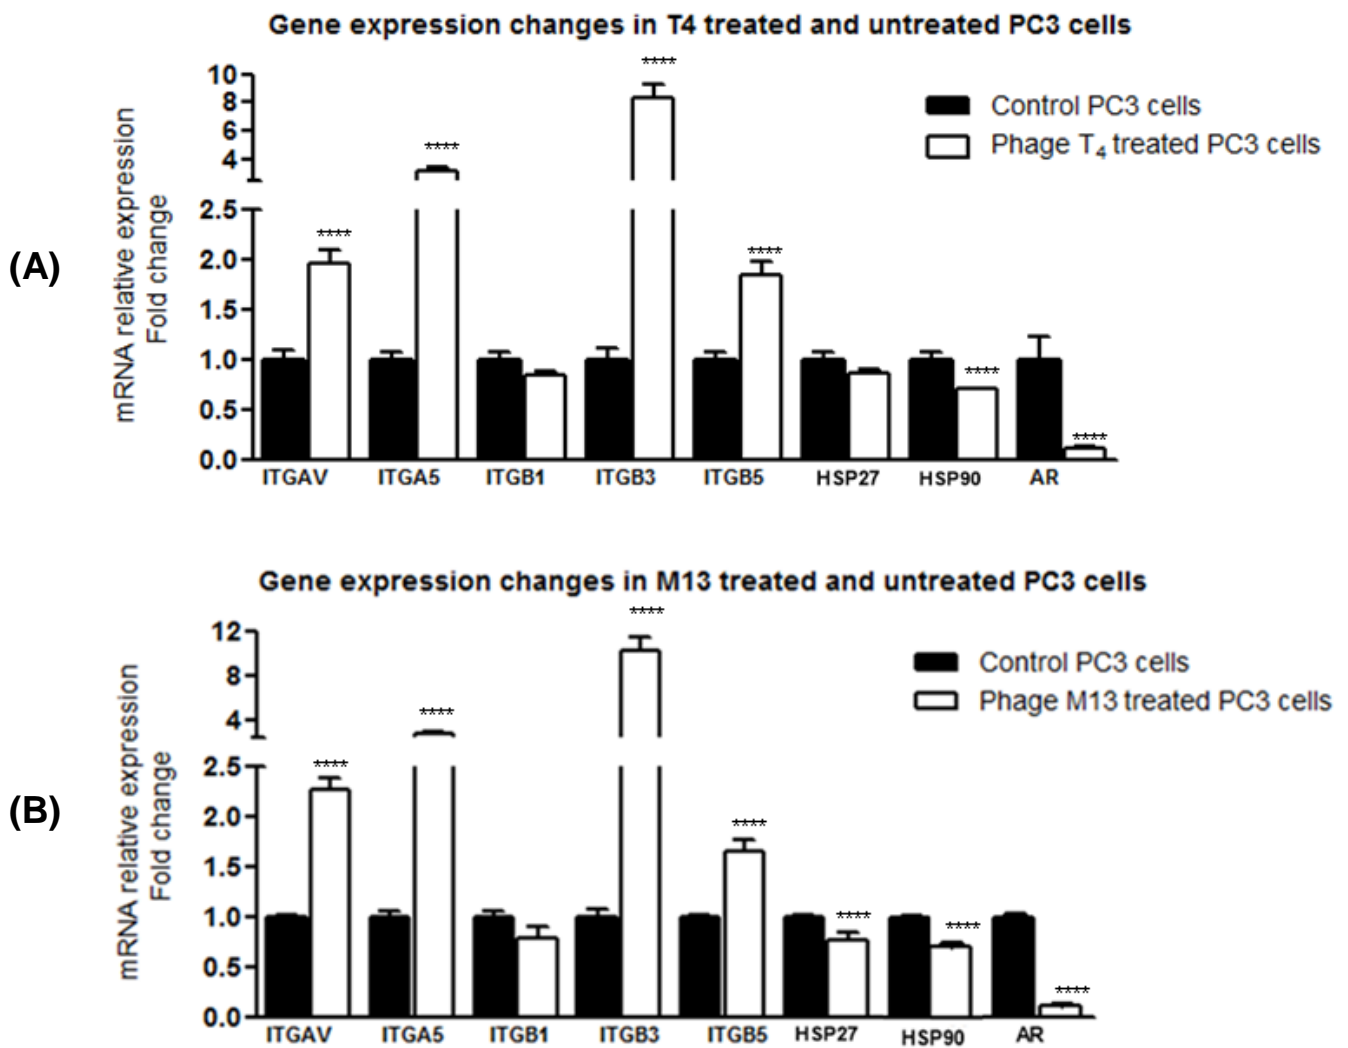 Gene expression changes in T4 treated and untreated PC3 cells
(A)
mRNA relative expression
Fold change
10
8
6
4
2.5
2.0
1.5
1.0
0.5
0.0
****
****
****
****
****
****
Control PC3 cells
Phage T₄ treated PC3 cells
ITGAV ITGA5 ITGB1 ITGB3 ITGB5 HSP27 HSP90 AR
Gene expression changes in M13 treated and untreated PC3 cells
(B)
mRNA relative expression
Fold change
12
8
4
2.5
2.0
1.5
1.0
0.5
0.0
****
****
****
****
****
****
****
Control PC3 cells
Phage M13 treated PC3 cells
ITGAV ITGA5 ITGB1 ITGB3 ITGB5 HSP27 HSP90 AR